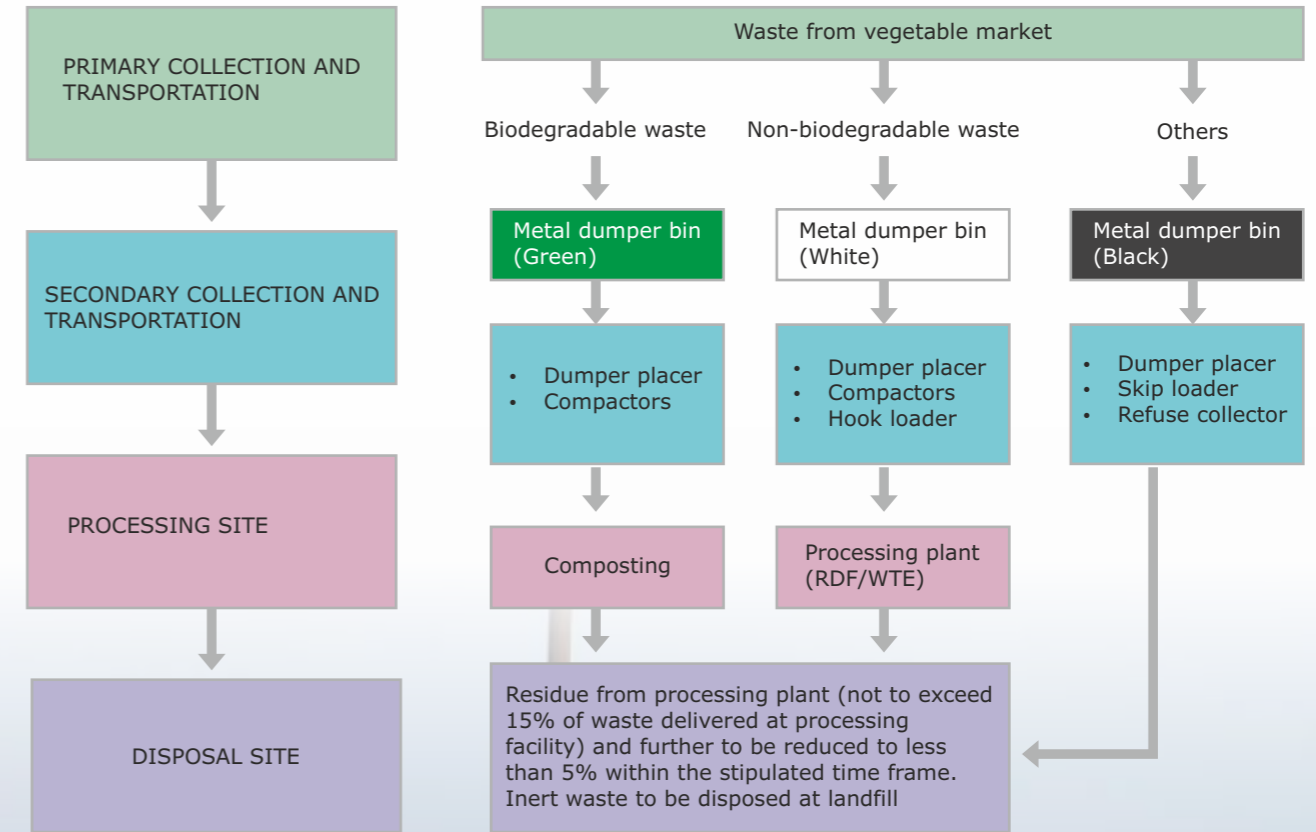 PRIMARY COLLECTION AND
TRANSPORTATION
SECONDARY COLLECTION AND
TRANSPORTATION
PROCESSING SITE
DISPOSAL SITE
Waste from vegetable market
Biodegradable waste
Non-biodegradable waste
Others
Metal dumper bin
(Green)
Metal dumper bin
(White)
Metal dumper bin
(Black)
• Dumper placer
• Compactors
• Dumper placer
• Compactors
• Hook loader
• Dumper placer
• Skip loader
• Refuse collector
Composting
Processing plant
(RDF/WTE)
Residue from processing plant (not to exceed
15% of waste delivered at processing
facility) and further to be reduced to less
than 5% within the stipulated time frame.
Inert waste to be disposed at landfill